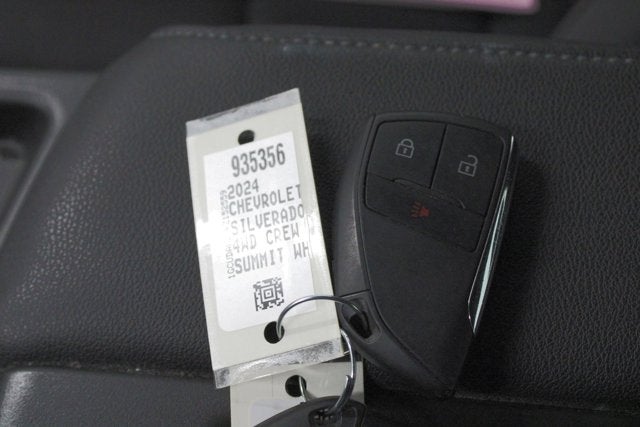 935356
2024
CHEVROLET
SILVERADO
4WD CREW
SUMMIT WH